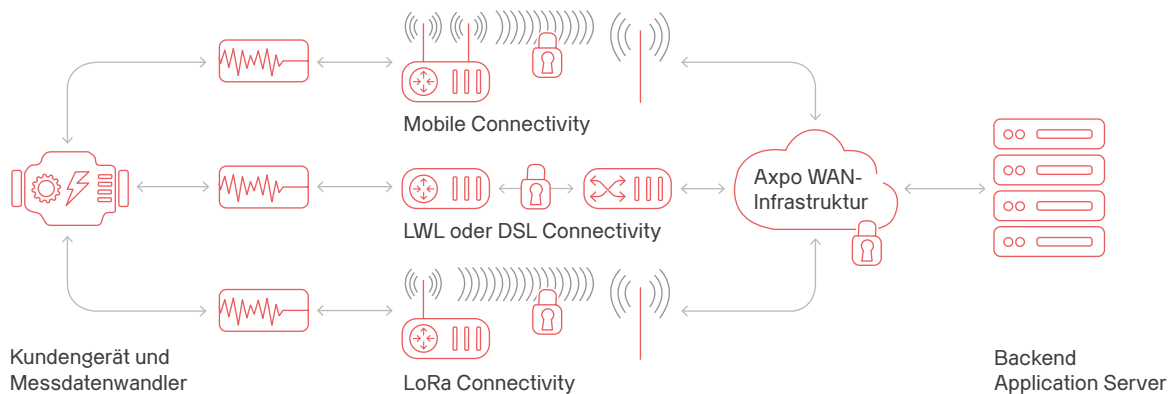 Mobile Connectivity
Axpo WAN-
Infrastruktur
LWL oder DSL Connectivity
Kundengerät und
Messdatenwandler
LoRa Connectivity
Backend
Application Server